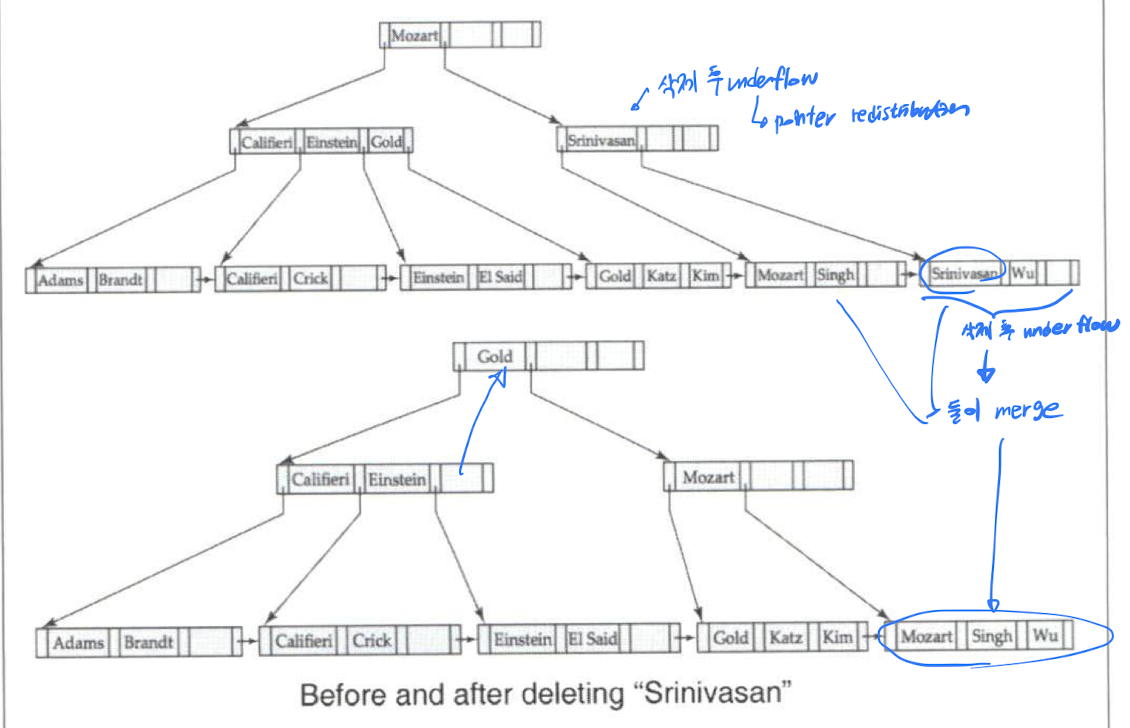 Mozart
삭제 후 underflow
↳ pointer redistribution
Califieri Einstein Gold
Srinivasan
Adams Brandt
Califieri Crick
Einstein El Said
Gold Katz Kim
Mozart Singh
Srinivasan Wu
삭제 후 underflow
둘이 merge
Gold
Califieri Einstein
Mozart
Adams Brandt
Califieri Crick
Einstein El Said
Gold Katz Kim
Mozart Singh Wu
Before and after deleting “Srinivasan”